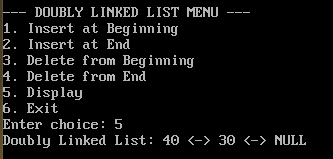 --- DOUBLY LINKED LIST MENU ---
1. Insert at Beginning
2. Insert at End
3. Delete from Beginning
4. Delete from End
5. Display
6. Exit
Enter choice: 5
Doubly Linked List: 40 <-> 30 <-> NULL